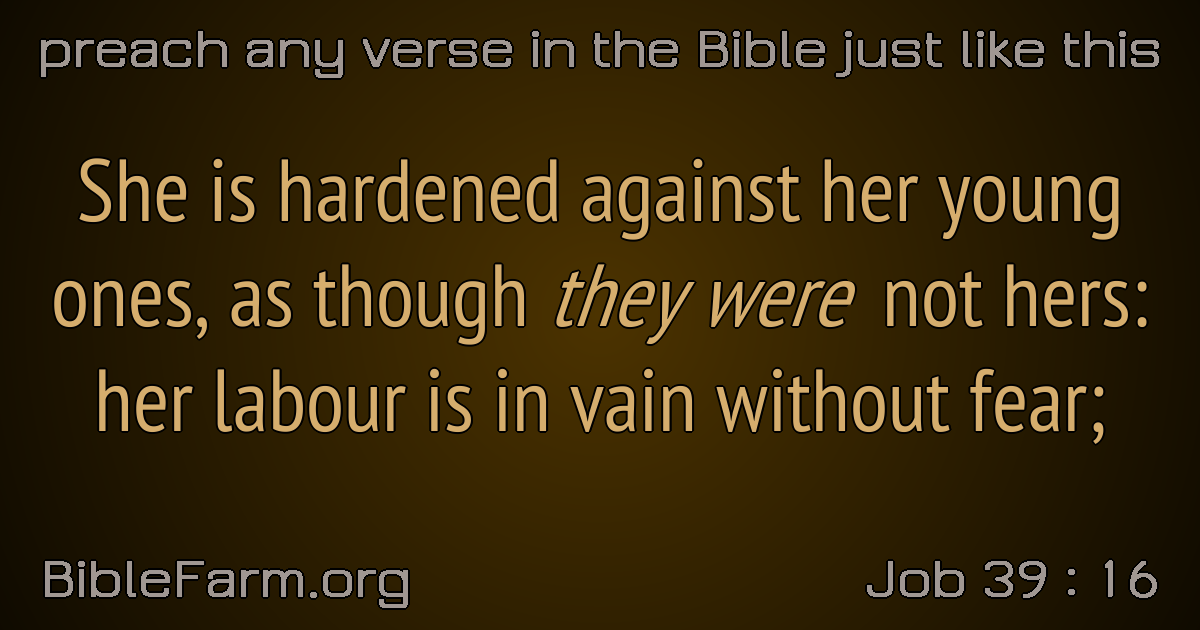 preach any verse in the Bible just like this
She is hardened against her young
ones, as though they were not hers:
her labour is in vain without fear;
BibleFarm.org
Job 39 : 16